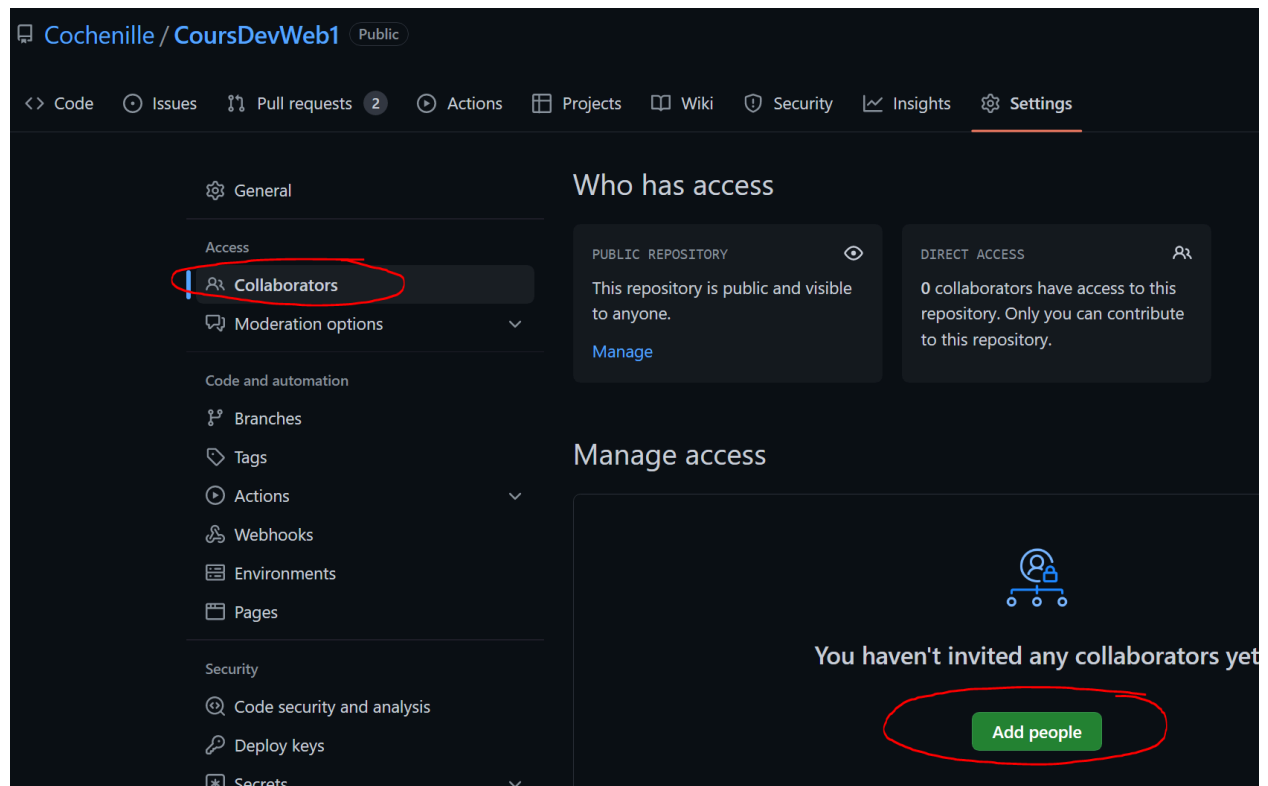 Cochenille / CoursDevWeb1 Public
Code Issues Pull requests 2 Actions Projects Wiki Security Insights Settings
General
Access
Collaborators
Moderation options
Code and automation
Branches
Tags
Actions
Webhooks
Environments
Pages
Security
Code security and analysis
Deploy keys
Secrets
Who has access
PUBLIC REPOSITORY
This repository is public and visible
to anyone.
Manage
DIRECT ACCESS
0 collaborators have access to this
repository. Only you can contribute
to this repository.
Manage access
You haven't invited any collaborators yet
Add people